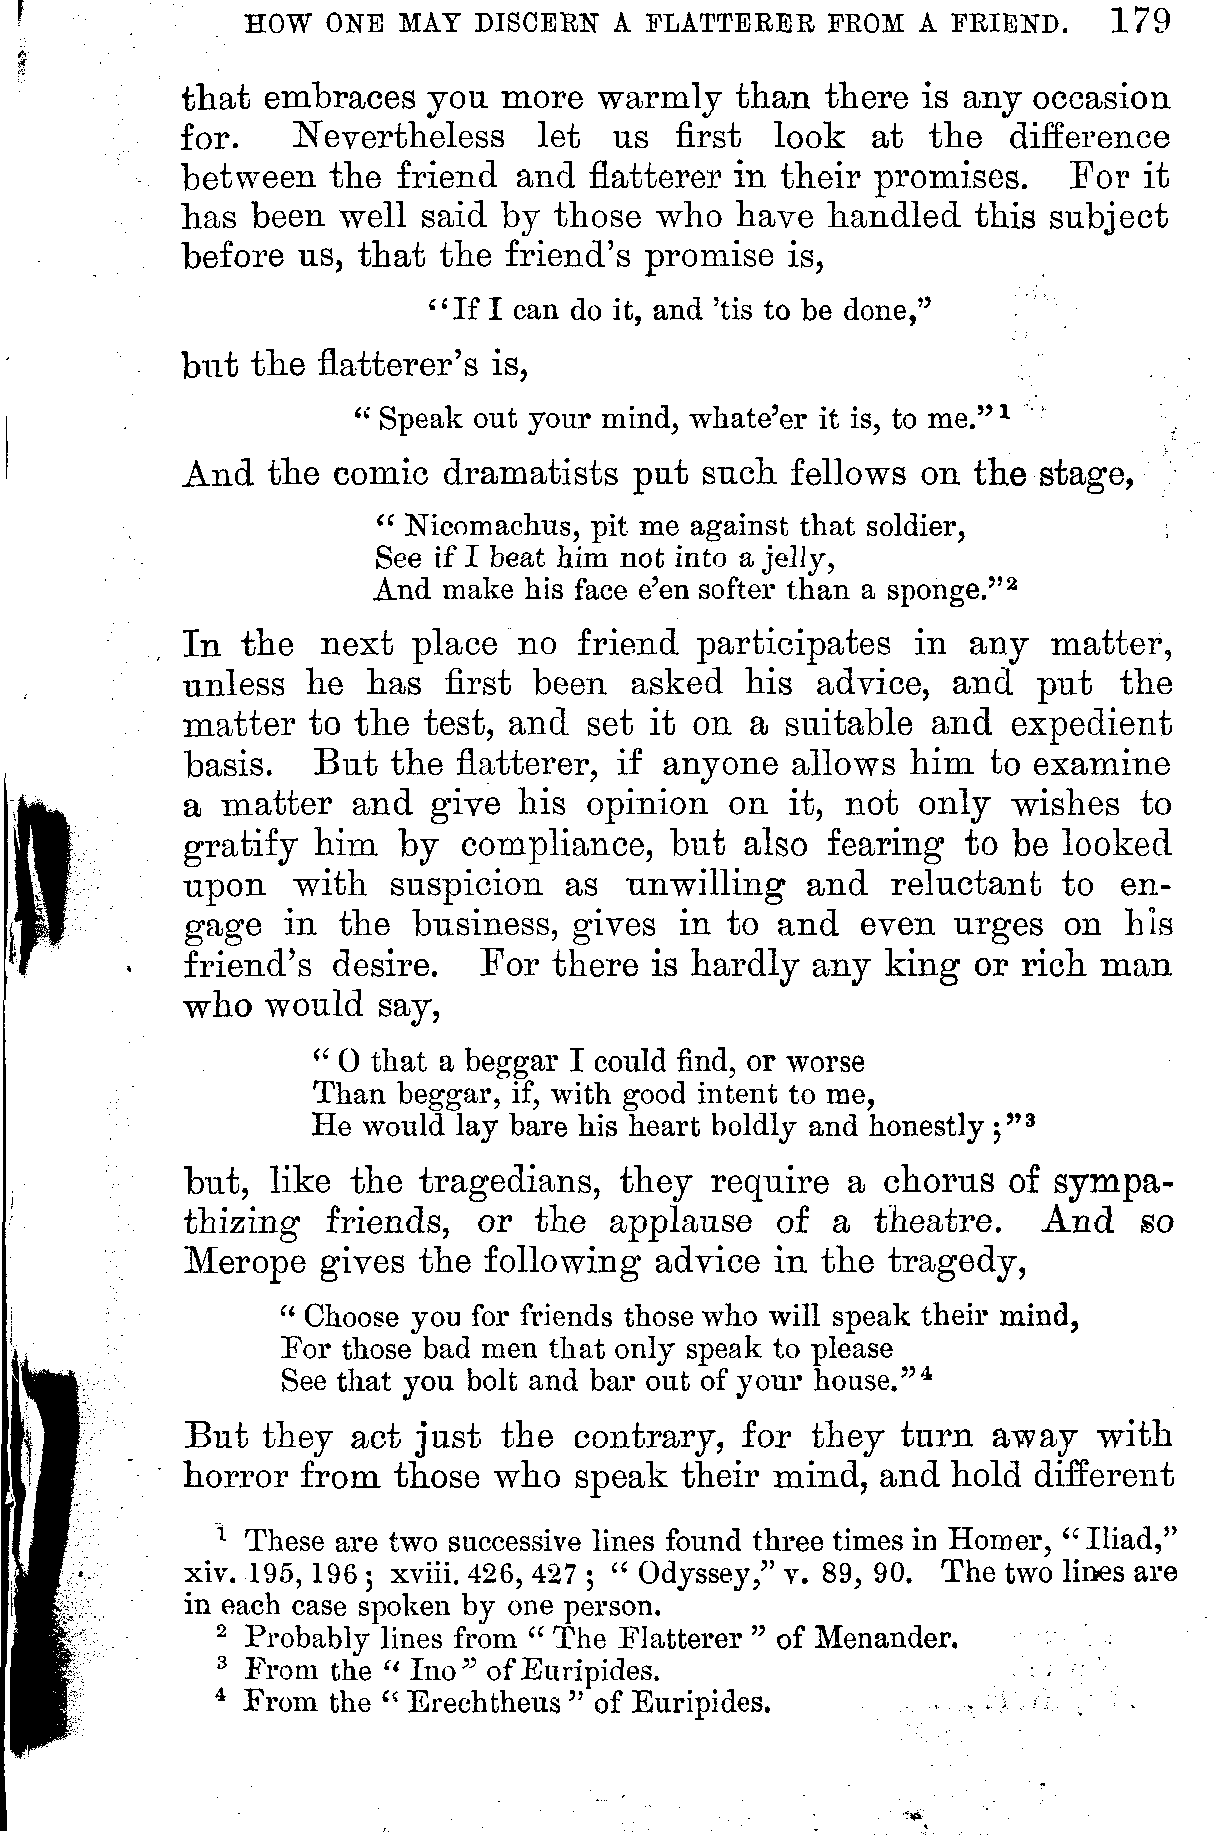 HOW ONE MAY DISCERN A FLATTERER FROM A FRIEND. 179
that embraces you more warmly than there is any occasion
for. Nevertheless let us first look at the difference
between the friend and flatterer in their promises. For it
has been well said by those who have handled this subject
before us, that the friend's promise is,
"If I can do it, and 'tis to be done,"
but the flatterer's is,
"Speak out your mind, whate'er it is, to me."¹
And the comic dramatists put such fellows on the stage,
"Nicomachus, pit me against that soldier,
See if I beat him not into a jelly,
And make his face e'en softer than a sponge."²
In the next place no friend participates in any matter,
unless he has first been asked his advice, and put the
matter to the test, and set it on a suitable and expedient
basis. But the flatterer, if anyone allows him to examine
a matter and give his opinion on it, not only wishes to
gratify him by compliance, but also fearing to be looked
upon with suspicion as unwilling and reluctant to en-
gage in the business, gives in to and even urges on his
friend's desire. For there is hardly any king or rich man
who would say,
"O that a beggar I could find, or worse
Than beggar, if, with good intent to me,
He would lay bare his heart boldly and honestly;"³
but, like the tragedians, they require a chorus of sympa-
thizing friends, or the applause of a theatre. And so
Merope gives the following advice in the tragedy,
"Choose you for friends those who will speak their mind,
For those bad men that only speak to please
See that you bolt and bar out of your house."⁴
But they act just the contrary, for they turn away with
horror from those who speak their mind, and hold different
¹ These are two successive lines found three times in Homer, "Iliad,"
xiv. 195, 196; xviii. 426, 427; "Odyssey," v. 89, 90. The two lines are
in each case spoken by one person.
² Probably lines from "The Flatterer" of Menander.
³ From the "Ino" of Euripides.
⁴ From the "Erechtheus" of Euripides.